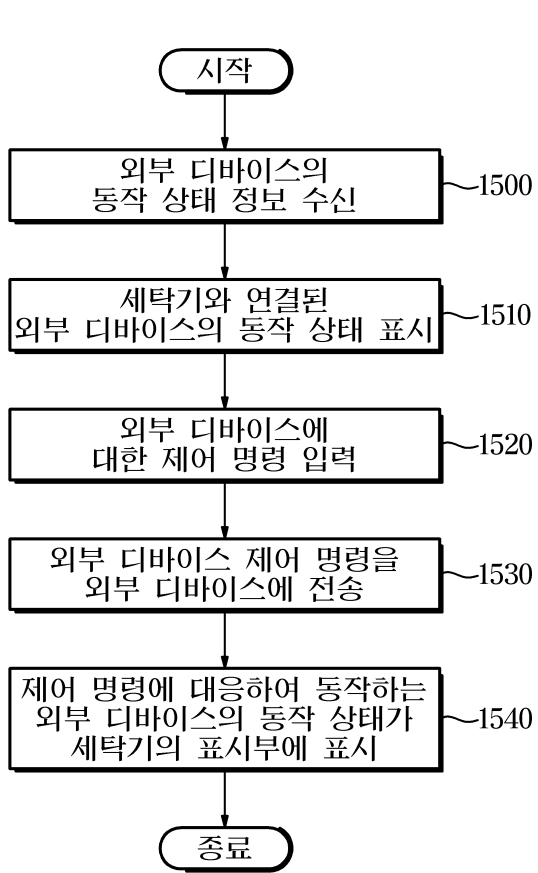 시작
외부 디바이스의
동작 상태 정보 수신
1500
세탁기와 연결된
외부 디바이스의 동작 상태 표시
1510
외부 디바이스에
대한 제어 명령 입력
1520
외부 디바이스 제어 명령을
외부 디바이스에 전송
1530
제어 명령에 대응하여 동작하는
외부 디바이스의 동작 상태가
세탁기의 표시부에 표시
1540
종료